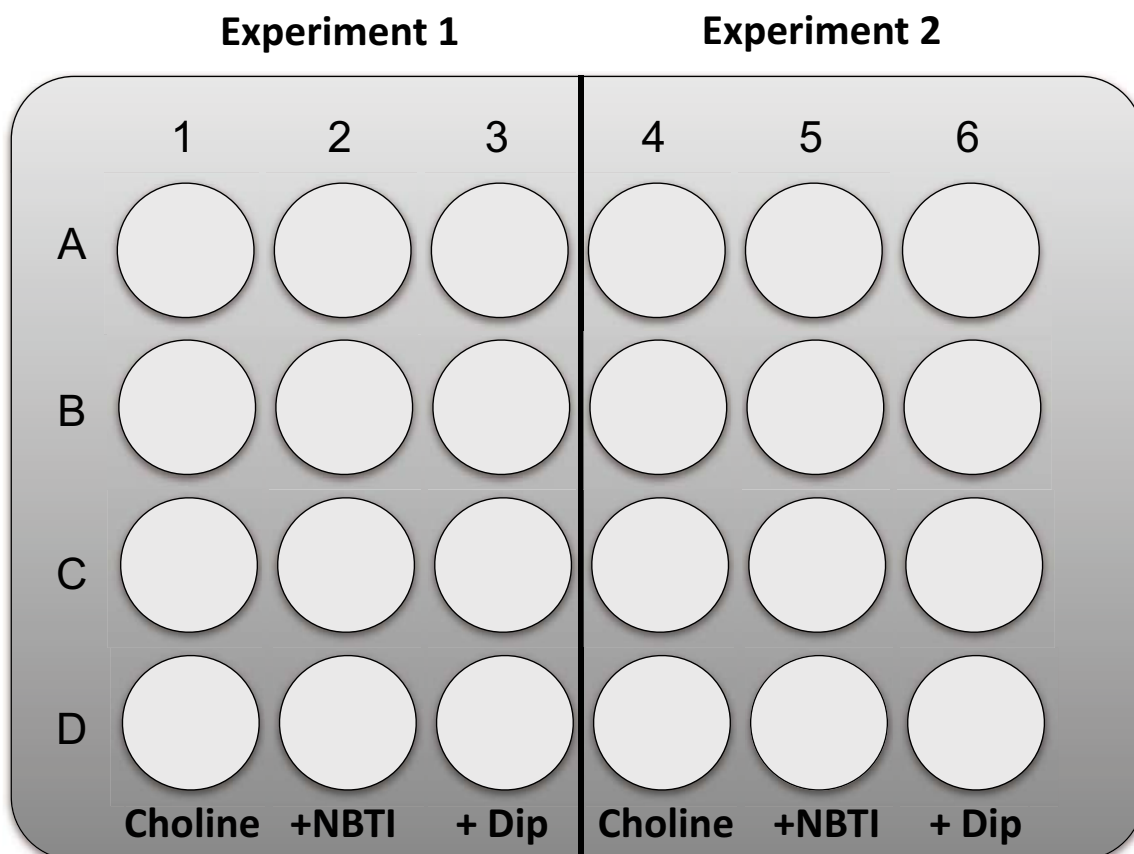 Experiment 1 Experiment 2
1 2 3 4 5 6
A
B
C
D
Choline +NBTI + Dip Choline +NBTI + Dip